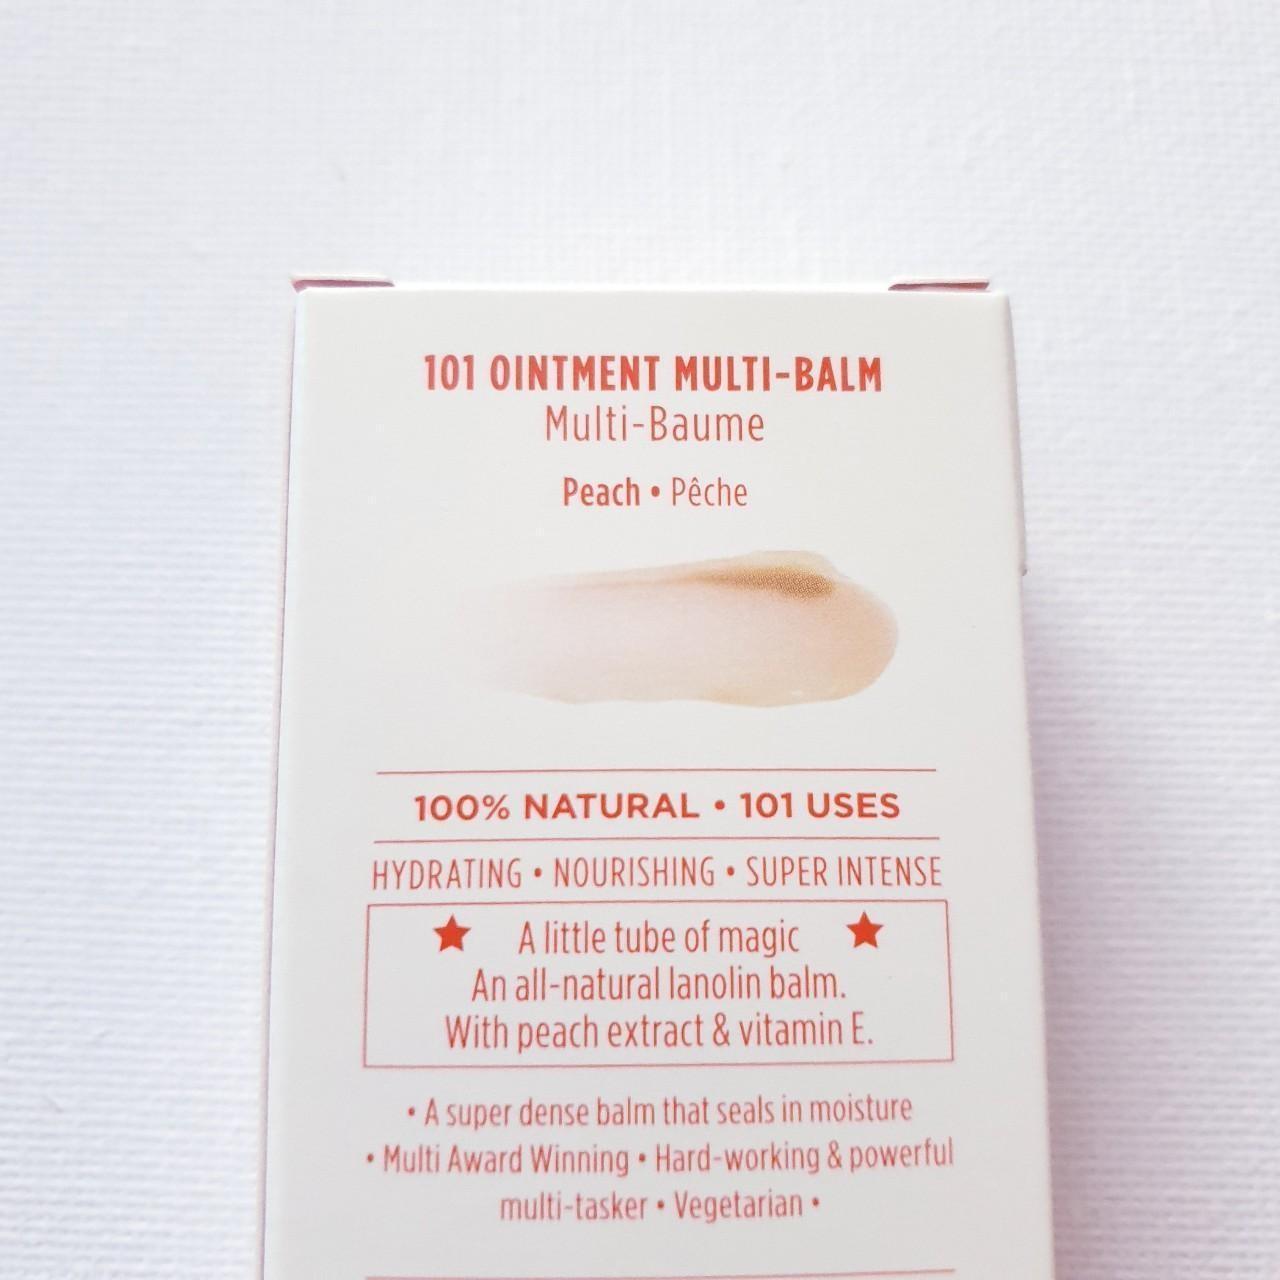 101 OINTMENT MULTI-BALM
Multi-Baume
Peach • Pêche
100% NATURAL • 101 USES
HYDRATING • NOURISHING • SUPER INTENSE
A little tube of magic
An all-natural lanolin balm.
With peach extract & vitamin E.
• A super dense balm that seals in moisture
• Multi Award Winning • Hard-working & powerful
multi-tasker • Vegetarian •